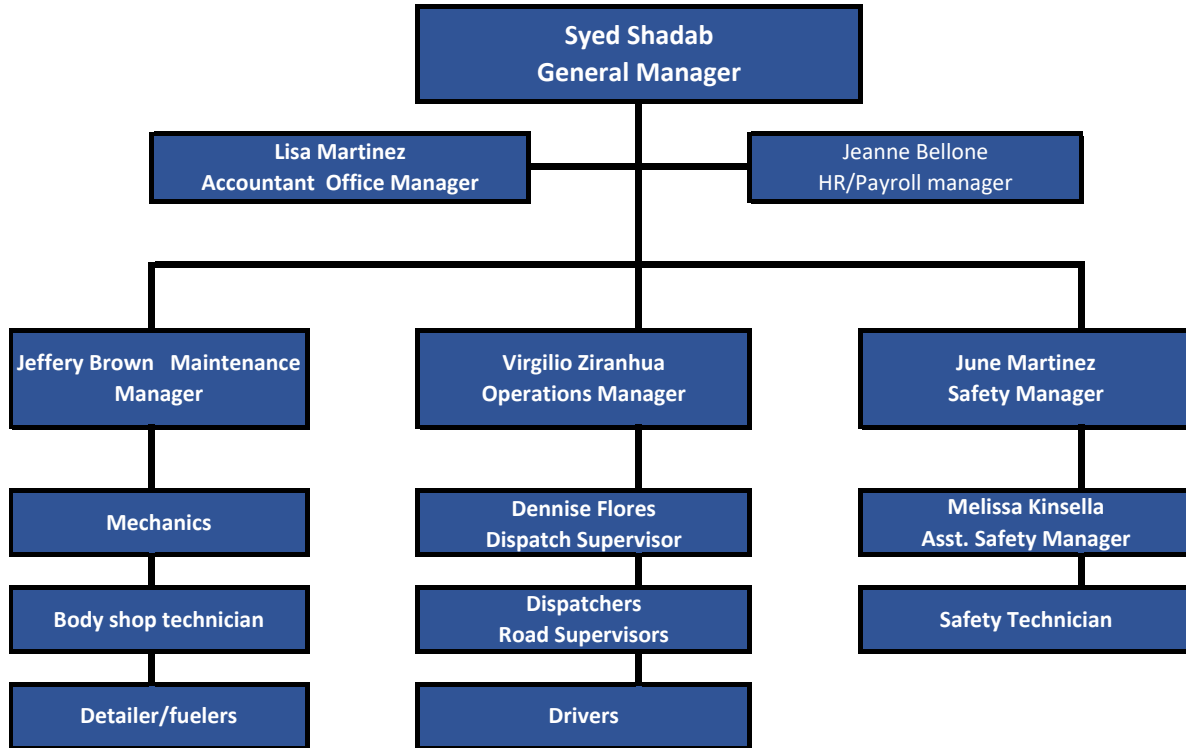 Syed Shadab
General Manager
Lisa Martinez
Accountant Office Manager
Jeanne Bellone
HR/Payroll manager
Jeffery Brown Maintenance
Manager
Virgilio Ziranhua
Operations Manager
June Martinez
Safety Manager
Mechanics
Dennise Flores
Dispatch Supervisor
Melissa Kinsella
Asst. Safety Manager
Body shop technician
Dispatchers
Road Supervisors
Safety Technician
Detailer/fuelers
Drivers